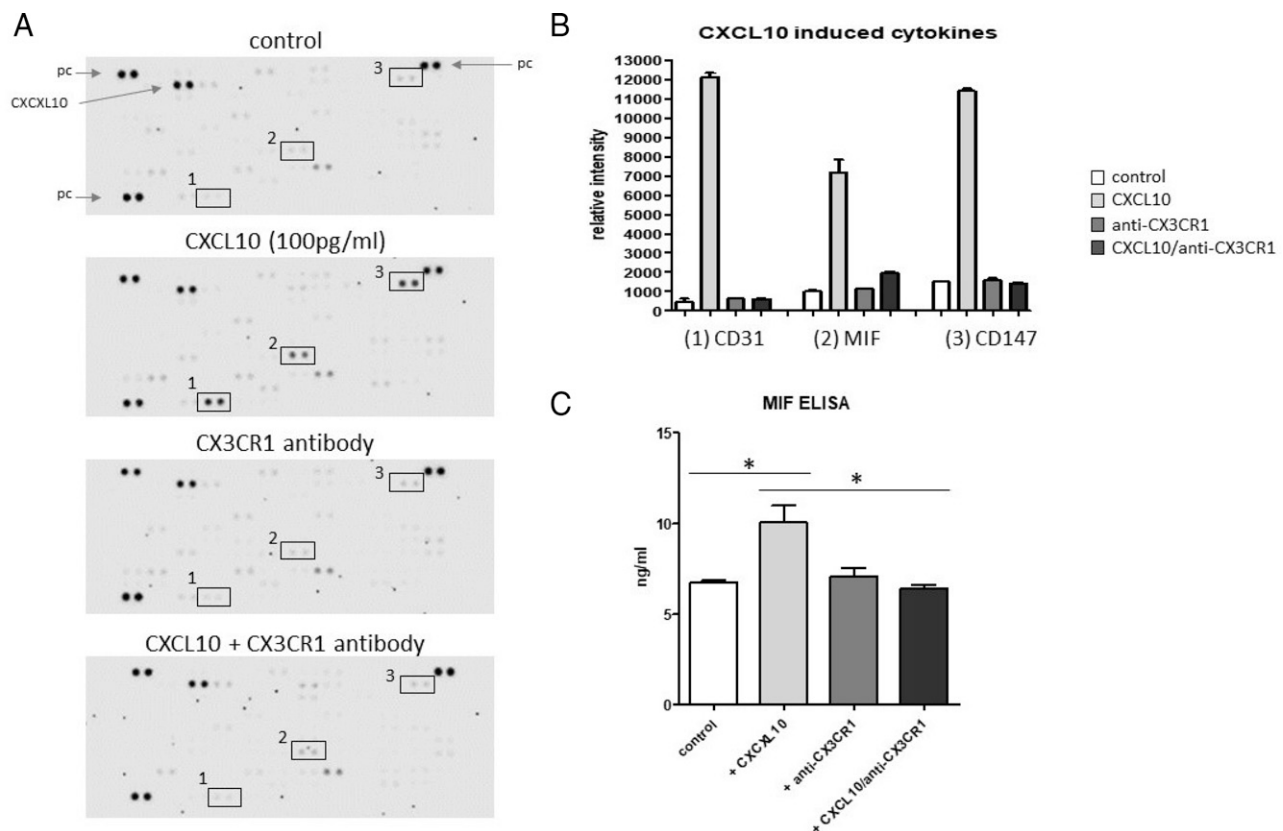 A
control
pc
3
pc
CXCXL10
2
1
pc
CXCL10 (100pg/ml)
3
2
1
CX3CR1 antibody
3
2
1
CXCL10 + CX3CR1 antibody
3
2
1
B
CXCL10 induced cytokines
relative intensity
13000
12000
11000
10000
9000
8000
7000
6000
5000
4000
3000
2000
1000
0
(1) CD31
(2) MIF
(3) CD147
control
CXCL10
anti-CX3CR1
CXCL10/anti-CX3CR1
C
MIF ELISA
ng/ml
15
10
5
0
*
*
control
+ CXCXL10
+ anti-CX3CR1
+ CXCL10/anti-CX3CR1